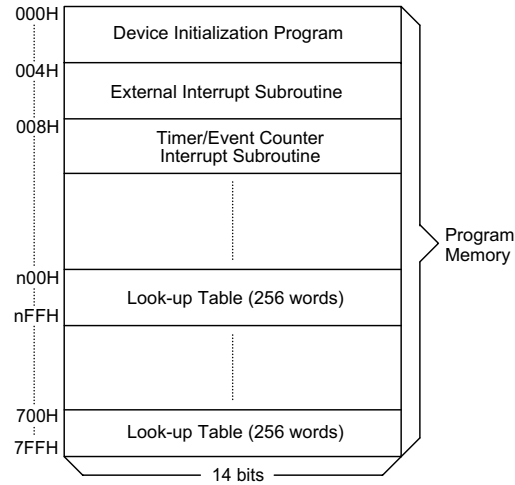 000H
Device Initialization Program
004H
External Interrupt Subroutine
008H
Timer/Event Counter
Interrupt Subroutine
Program
Memory
n00H
Look-up Table (256 words)
nFFH
700H
Look-up Table (256 words)
7FFH
14 bits